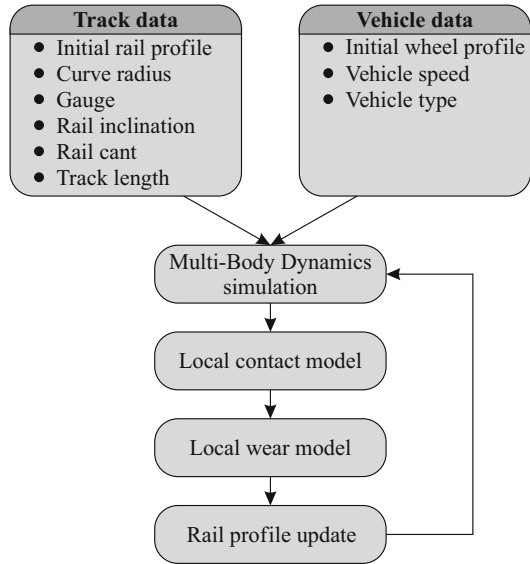 Track data
● Initial rail profile
● Curve radius
● Gauge
● Rail inclination
● Rail cant
● Track length
Vehicle data
● Initial wheel profile
● Vehicle speed
● Vehicle type
Multi-Body Dynamics
simulation
Local contact model
Local wear model
Rail profile update